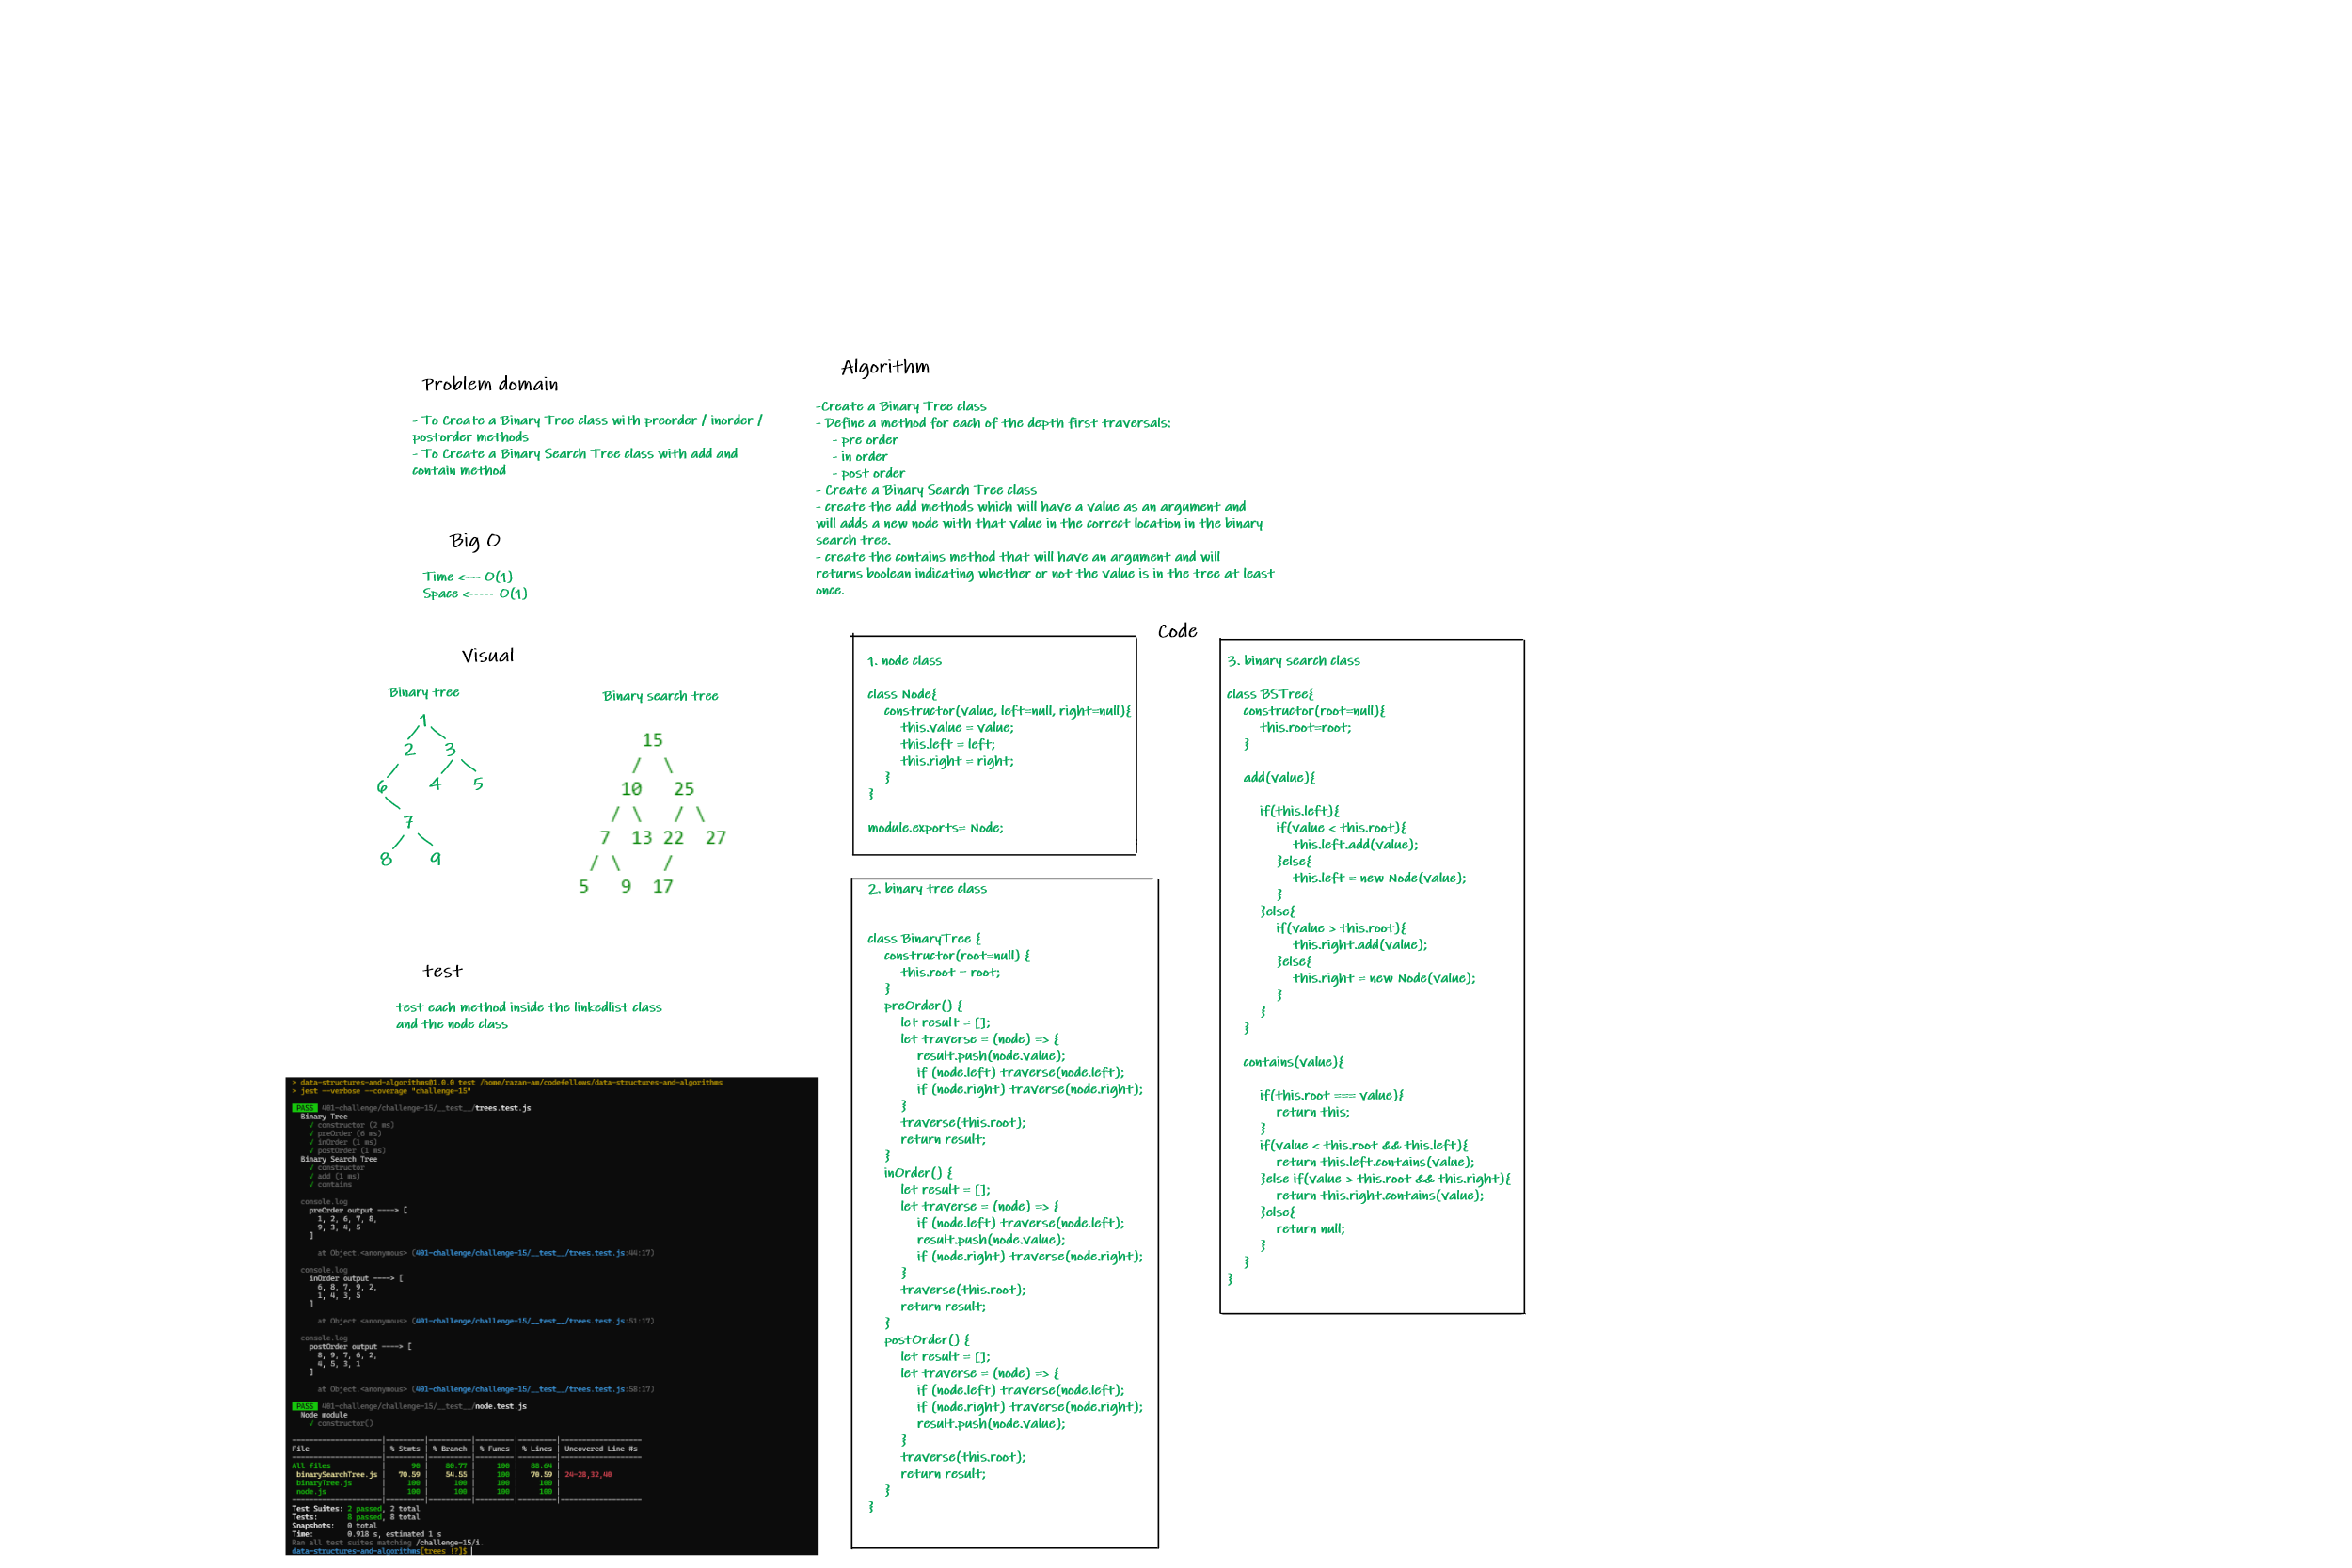 Problem domain
- To Create a Binary Tree class with preorder / inorder /
postorder methods
- To Create a Binary Search Tree class with add and
contain method
Big O
Time <--- O(1)
Space <----- O(1)
Visual
Binary tree
1
2 3
6 4 5
7
8 9
Binary search tree
15
/ \
10 25
/ \ / \
7 13 22 27
/ \ /
5 9 17
test
test each method inside the linkedlist class
and the node class
> data-structures-and-algorithms@1.0.0 test /home/razan-am/codefellows/data-structures-and-algorithms
> jest --verbose --coverage "challenge-15"
PASS 401-challenge/challenge-15/__test__/trees.test.js
Binary Tree
√ constructor (2 ms)
√ preOrder (6 ms)
√ inOrder (1 ms)
√ postOrder (1 ms)
Binary Search Tree
√ constructor
√ add (1 ms)
√ contains
console.log
preOrder output ----> [
1, 2, 6, 7, 8,
9, 3, 4, 5
]
at Object.<anonymous> (401-challenge/challenge-15/__test__/trees.test.js:44:17)
console.log
inOrder output ----> [
6, 8, 7, 9, 2,
1, 4, 3, 5
]
at Object.<anonymous> (401-challenge/challenge-15/__test__/trees.test.js:51:17)
console.log
postOrder output ----> [
8, 9, 7, 6, 2,
4, 5, 3, 1
]
at Object.<anonymous> (401-challenge/challenge-15/__test__/trees.test.js:58:17)
PASS 401-challenge/challenge-15/__test__/node.test.js
Node module
√ constructor()
File | % Stmts | % Branch | % Funcs | % Lines | Uncovered Line #s
All files | 90 | 80.77 | 100 | 88.64 |
binarySearchTree.js | 70.59 | 54.55 | 100 | 70.59 | 24-28,32,48
binaryTree.js | 100 | 100 | 100 | 100 |
node.js | 100 | 100 | 100 | 100 |
Test Suites: 2 passed, 2 total
Tests: 8 passed, 8 total
Snapshots: 0 total
Time: 0.918 s, estimated 1 s
Ran all test suites matching /challenge-15/i.
data-structures-and-algorithms[trees |?]$
Algorithm
-Create a Binary Tree class
- Define a method for each of the depth first traversals:
- pre order
- in order
- post order
- Create a Binary Search Tree class
- create the add methods which will have a value as an argument and
will adds a new node with that value in the correct location in the binary
search tree.
- create the contains method that will have an argument and will
returns boolean indicating whether or not the value is in the tree at least
once.
Code
1. node class
class Node{
constructor(value, left=null, right=null){
this.value = value;
this.left = left;
this.right = right;
}
}
module.exports= Node;
2. binary tree class
class BinaryTree {
constructor(root=null) {
this.root = root;
}
preOrder() {
let result = [];
let traverse = (node) => {
result.push(node.value);
if (node.left) traverse(node.left);
if (node.right) traverse(node.right);
}
traverse(this.root);
return result;
}
inOrder() {
let result = [];
let traverse = (node) => {
if (node.left) traverse(node.left);
result.push(node.value);
if (node.right) traverse(node.right);
}
traverse(this.root);
return result;
}
postOrder() {
let result = [];
let traverse = (node) => {
if (node.left) traverse(node.left);
if (node.right) traverse(node.right);
result.push(node.value);
}
traverse(this.root);
return result;
}
}
3. binary search class
class BSTree{
constructor(root=null){
this.root=root;
}
add(value){
if(this.left){
if(value < this.root){
this.left.add(value);
}else{
this.left = new Node(value);
}
}else{
if(value > this.root){
this.right.add(value);
}else{
this.right = new Node(value);
}
}
}
contains(value){
if(this.root === value){
return this;
}
if(value < this.root && this.left){
return this.left.contains(value);
}else if(value > this.root && this.right){
return this.right.contains(value);
}else{
return null;
}
}
}